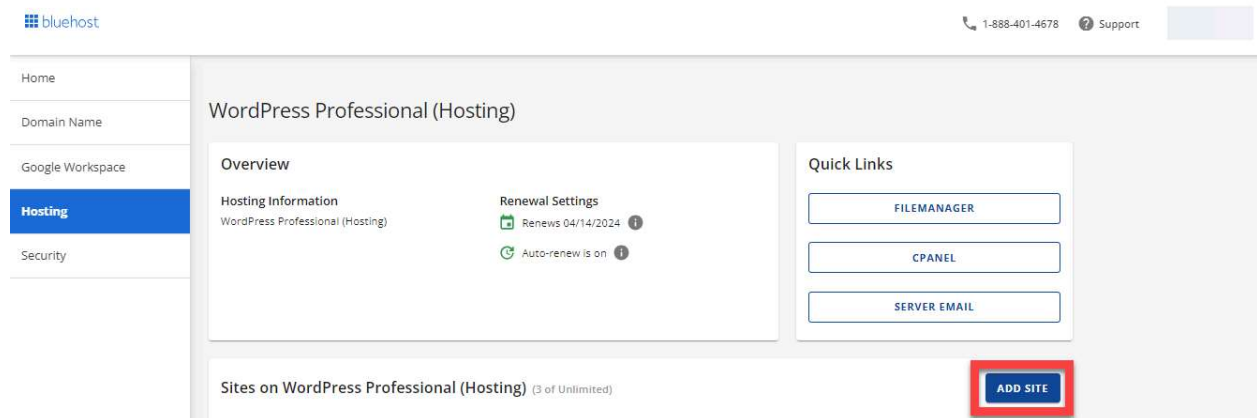 bluehost
1-888-401-4678 Support
Home
Domain Name
Google Workspace
Hosting
Security
WordPress Professional (Hosting)
Overview
Hosting Information
WordPress Professional (Hosting)
Renewal Settings
Renews 04/14/2024
Auto-renew is on
Quick Links
FILEMANAGER
CPANEL
SERVER EMAIL
Sites on WordPress Professional (Hosting) (3 of Unlimited)
ADD SITE